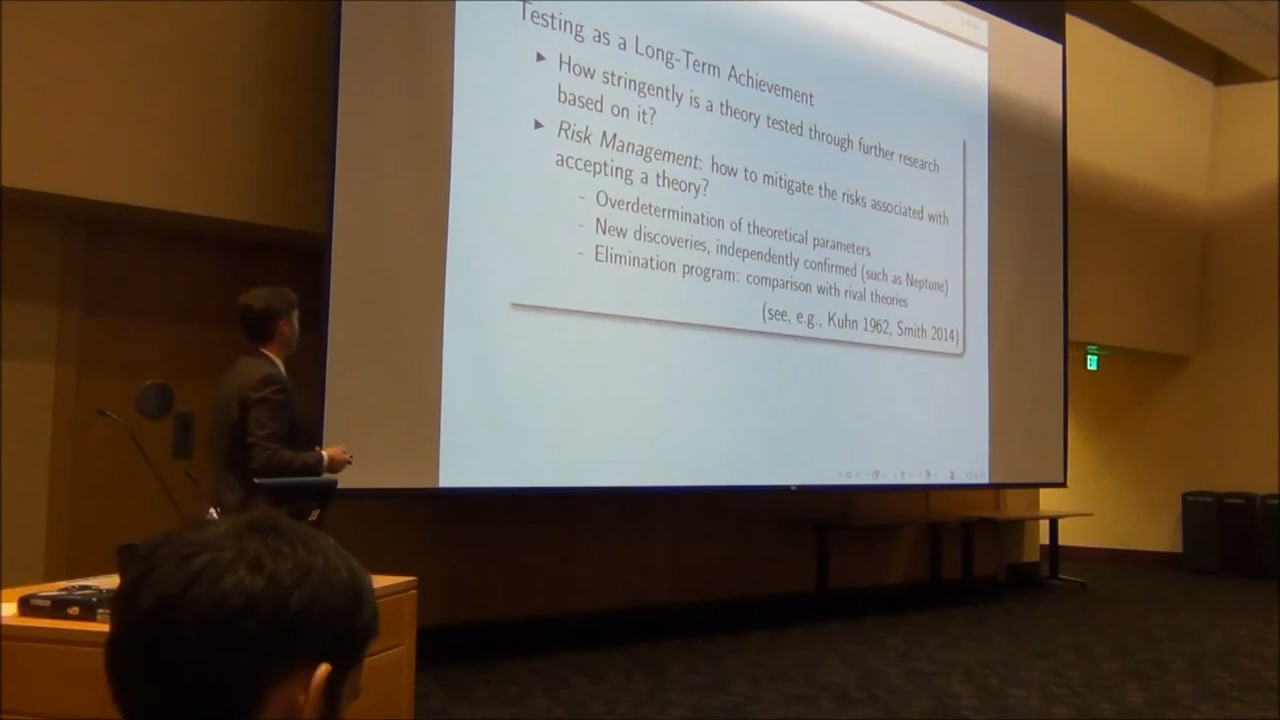 Testing as a Long-Term Achievement
► How stringently is a theory tested through further research
based on it?
► Risk Management: how to mitigate the risks associated with
accepting a theory?
- Overdetermination of theoretical parameters
- New discoveries, independently confirmed (such as Neptune)
- Elimination program: comparison with rival theories
(see, e.g., Kuhn 1962, Smith 2014)